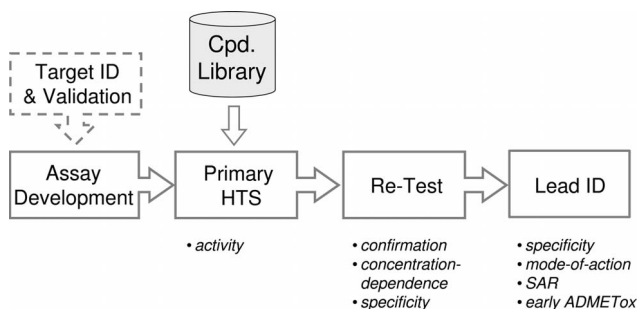 Target ID
& Validation
Cpd.
Library
Assay
Development
Primary
HTS
Re-Test
Lead ID
• activity
• confirmation
• concentration-
dependence
• specificity
• specificity
• mode-of-action
• SAR
• early ADMETox